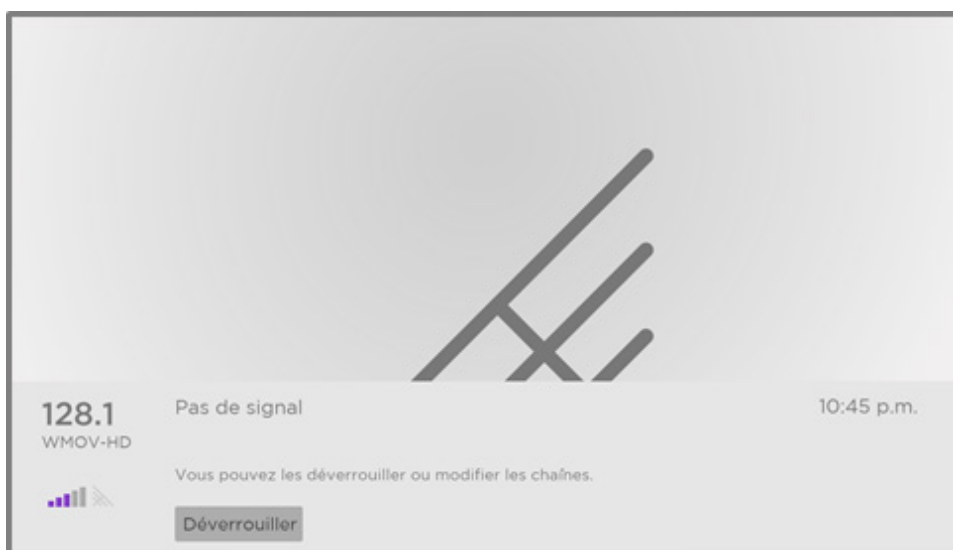 128.1
Pas de signal
10:45 p.m.
WMOV-HD
Vous pouvez les déverrouiller ou modifier les chaînes.
Déverrouiller